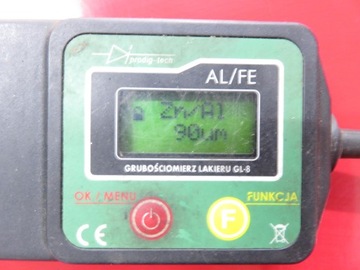 prodig-tech
AL/FE
Zn/Al
90um
GRUBOŚCIOMIERZ LAKIERU GL-8
OK / MENU
FUNKCJA
F
CE